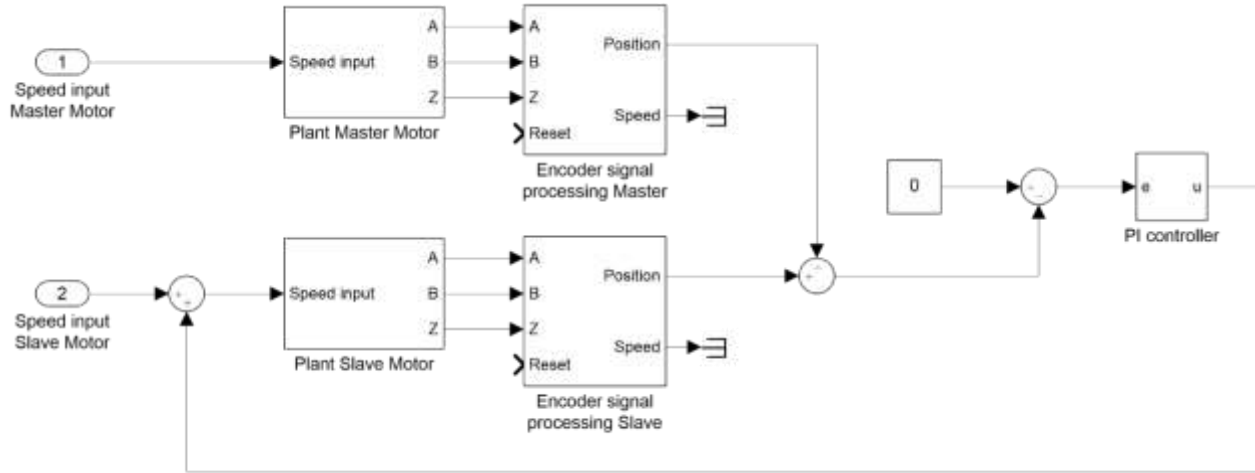 1
Speed input
Master Motor
Speed input
A
B
Z
Plant Master Motor
A
B
Z
Reset
Position
Speed
Encoder signal
processing Master
0
e
u
PI controller
2
Speed input
Slave Motor
Speed input
A
B
Z
Plant Slave Motor
A
B
Z
Reset
Position
Speed
Encoder signal
processing Slave